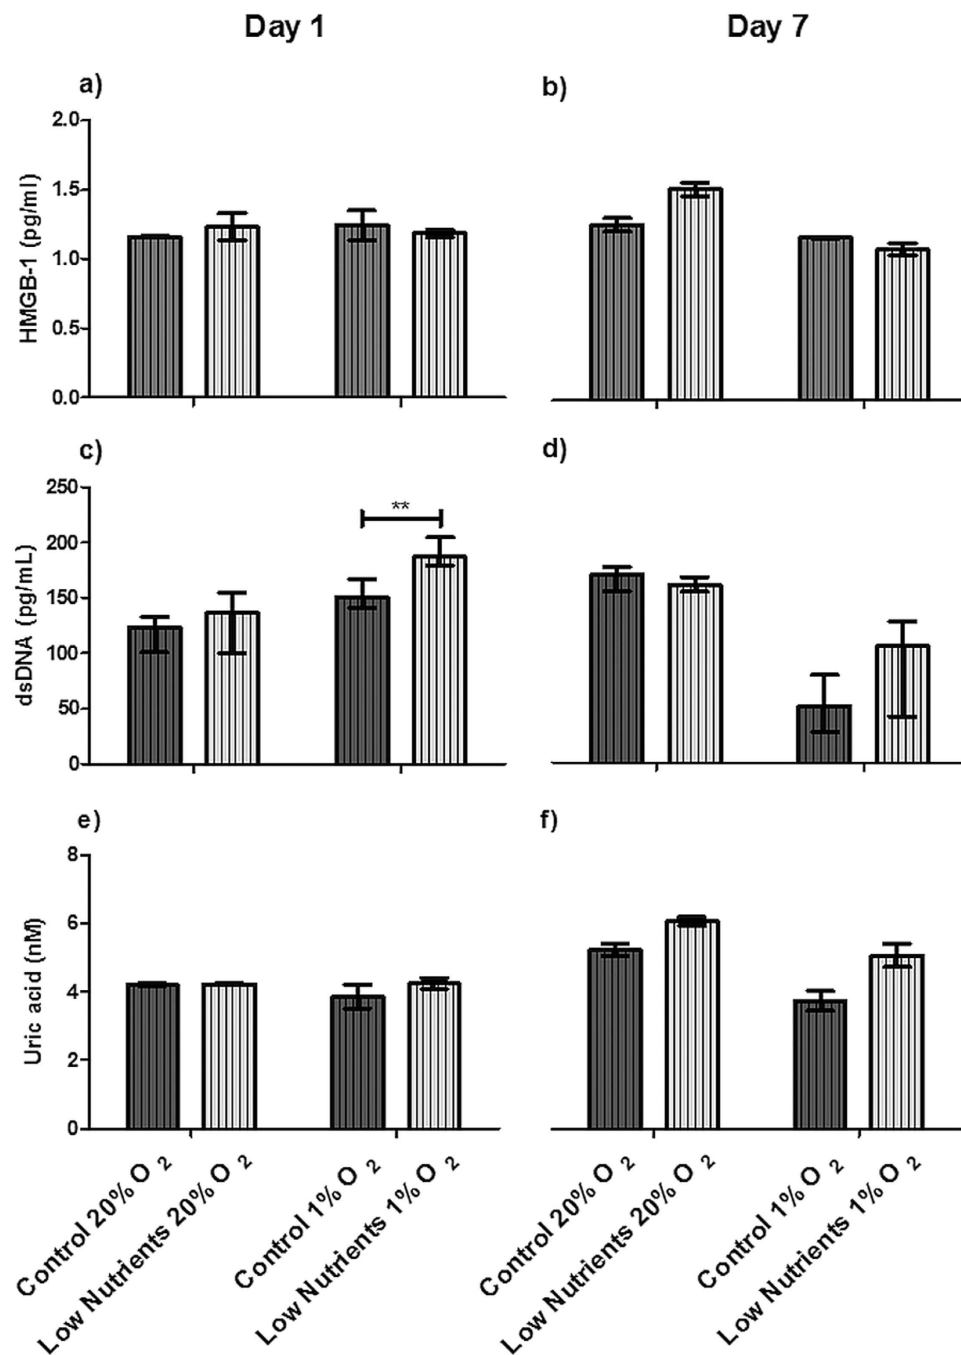 Day 1
Day 7
a)
b)
HMGB-1 (pg/ml)
2.0
1.5
1.0
0.5
0.0
c)
d)
dsDNA (pg/mL)
250
200
150
100
50
0
**
e)
f)
Uric acid (nM)
8
6
4
2
0
Control 20% O 2
Low Nutrients 20% O 2
Control 1% O 2
Low Nutrients 1% O 2
Control 20% O 2
Low Nutrients 20% O 2
Control 1% O 2
Low Nutrients 1% O 2